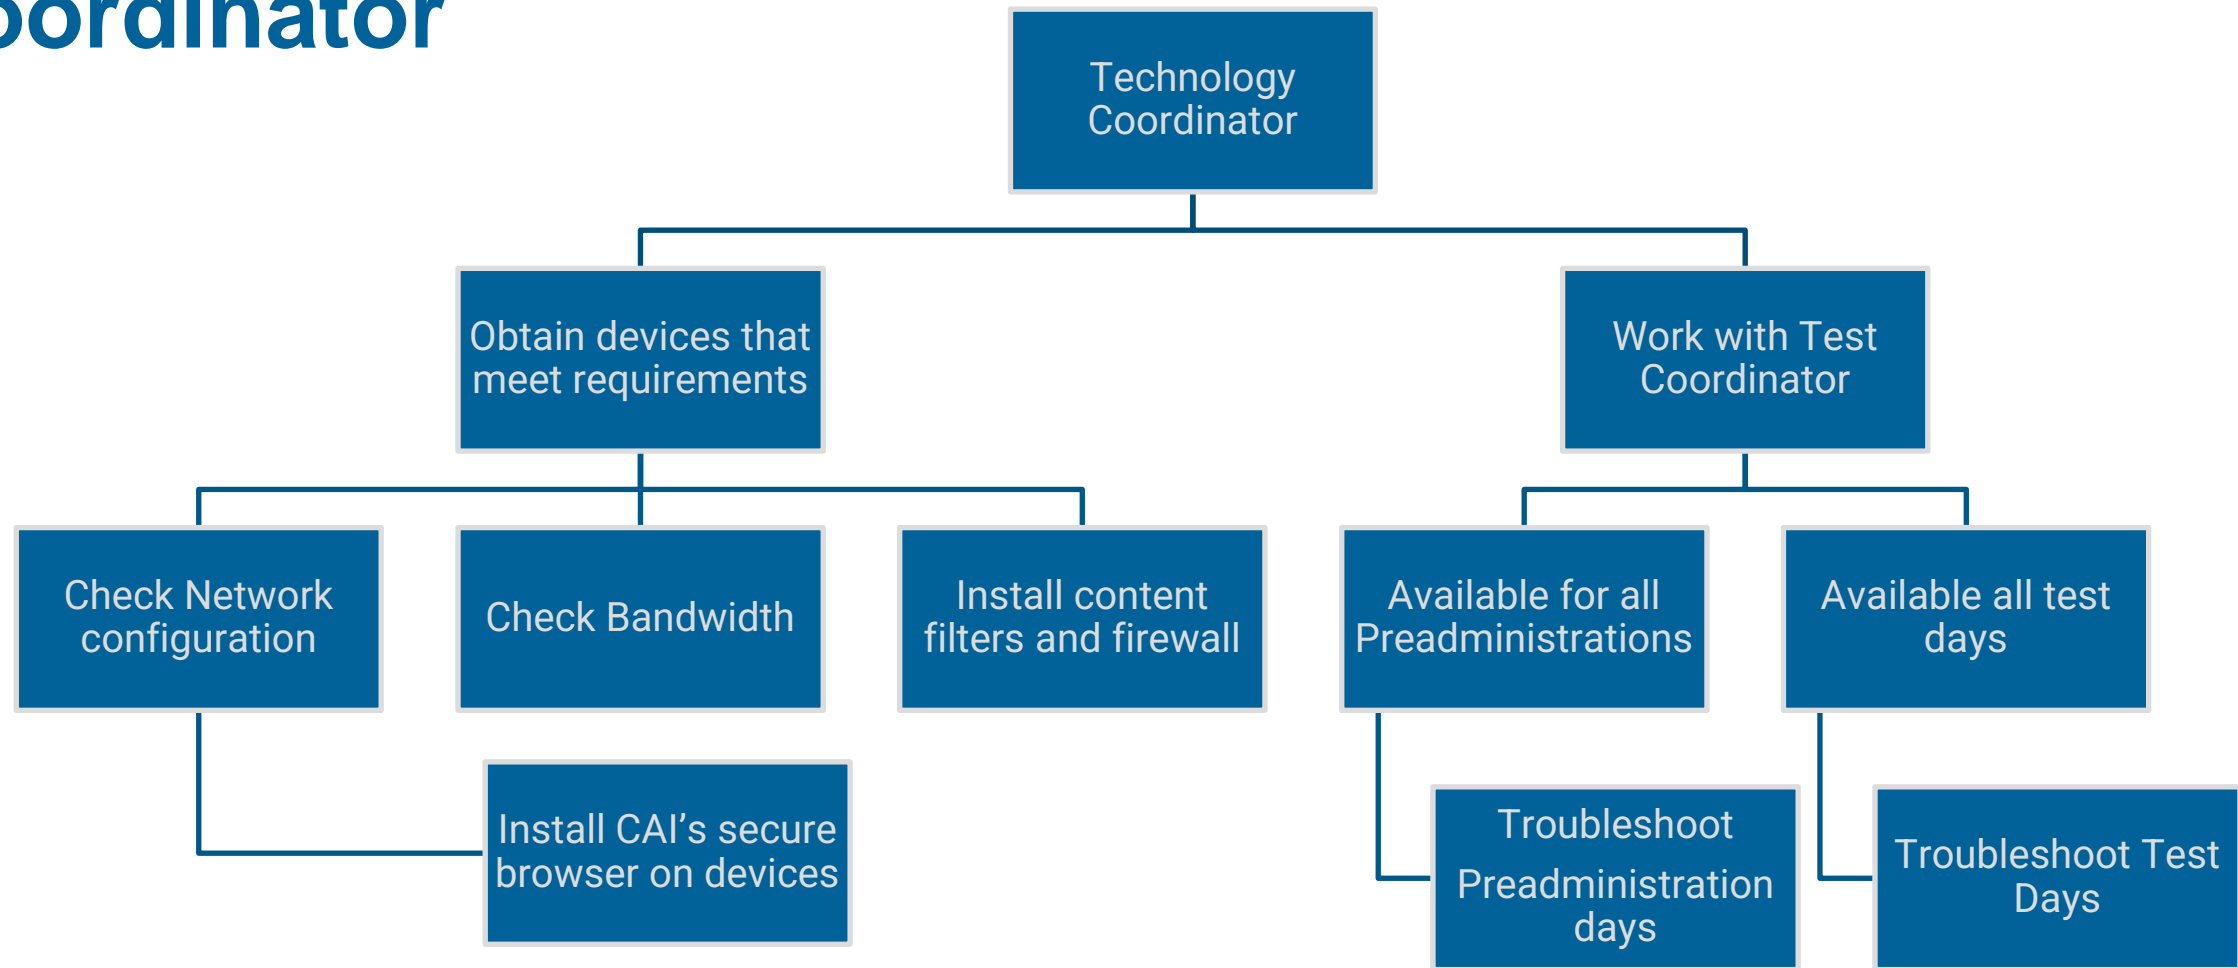 oordinator
Technology
Coordinator
Obtain devices that
meet requirements
Work with Test
Coordinator
Check Network
configuration
Check Bandwidth
Install content
filters and firewall
Available for all
Preadministrations
Available all test
days
Install CAI’s secure
browser on devices
Troubleshoot
Preadministration
days
Troubleshoot Test
Days